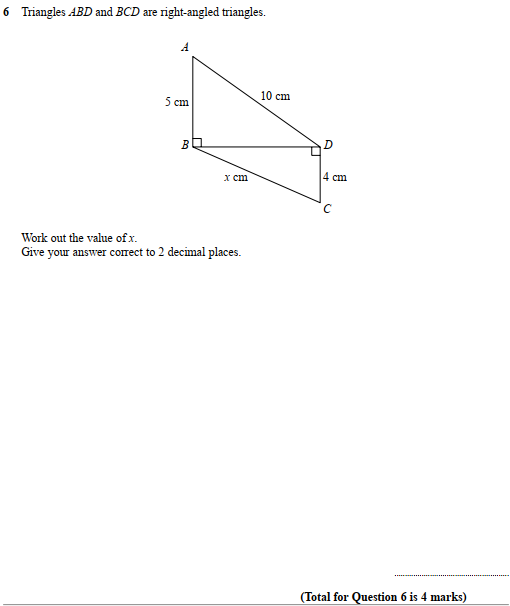 6 Triangles ABD and BCD are right-angled triangles.
A
10 cm
5 cm
B
D
x cm
4 cm
C
Work out the value of x.
Give your answer correct to 2 decimal places.
(Total for Question 6 is 4 marks)